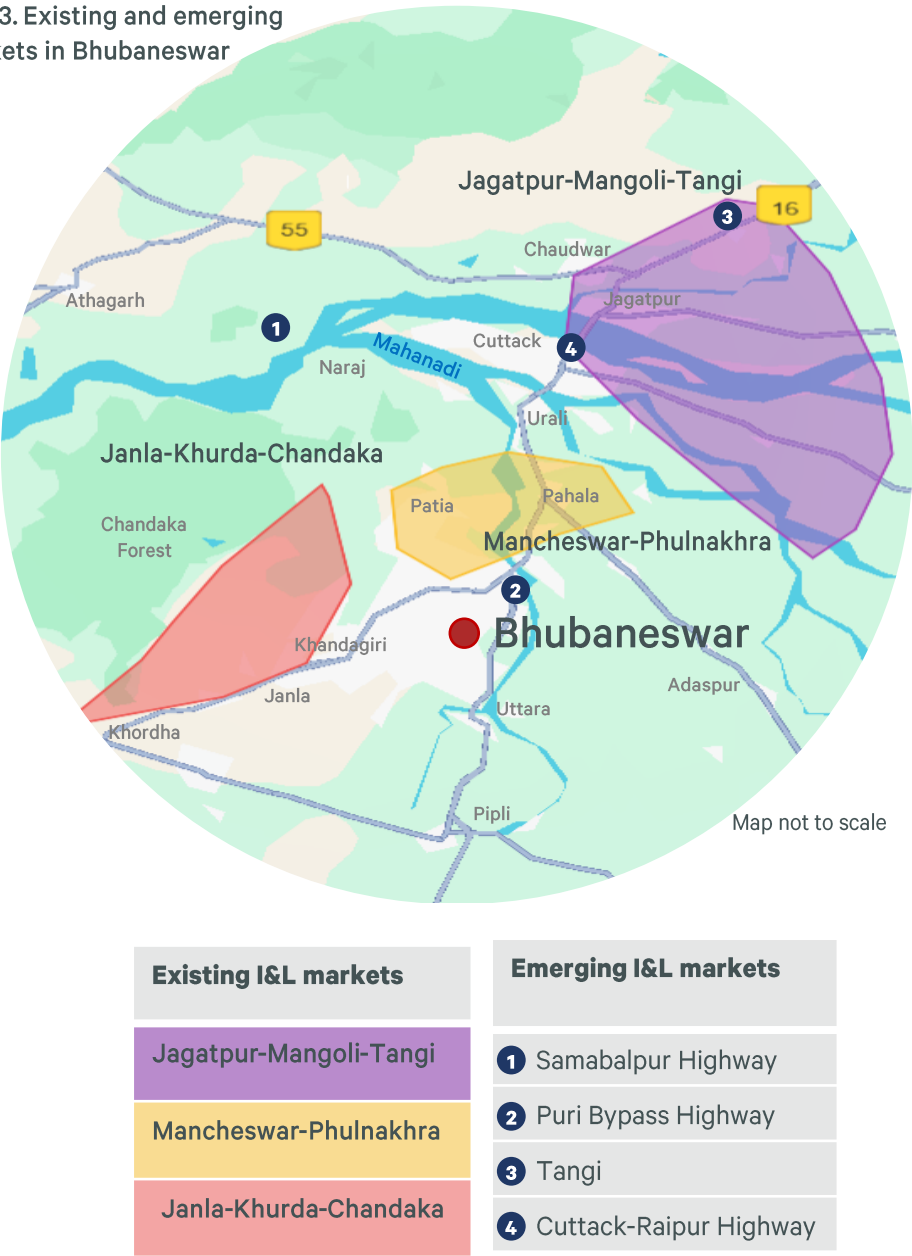 3. Existing and emerging
kets in Bhubaneswar
Jagatpur-Mangoli-Tangi
3
16
55
Chaudwar
Athagarh
Jagatpur
1
Cuttack
4
Mahanadi
Naraj
Urali
Janla-Khurda-Chandaka
Patia
Pahala
Chandaka
Forest
Mancheswar-Phulnakhra
2
Bhubaneswar
Khandagiri
Adaspur
Janla
Uttara
Khordha
Pipli
Map not to scale
Existing I&L markets
Jagatpur-Mangoli-Tangi
Mancheswar-Phulnakhra
Janla-Khurda-Chandaka
Emerging I&L markets
1 Samabalpur Highway
2 Puri Bypass Highway
3 Tangi
4 Cuttack-Raipur Highway